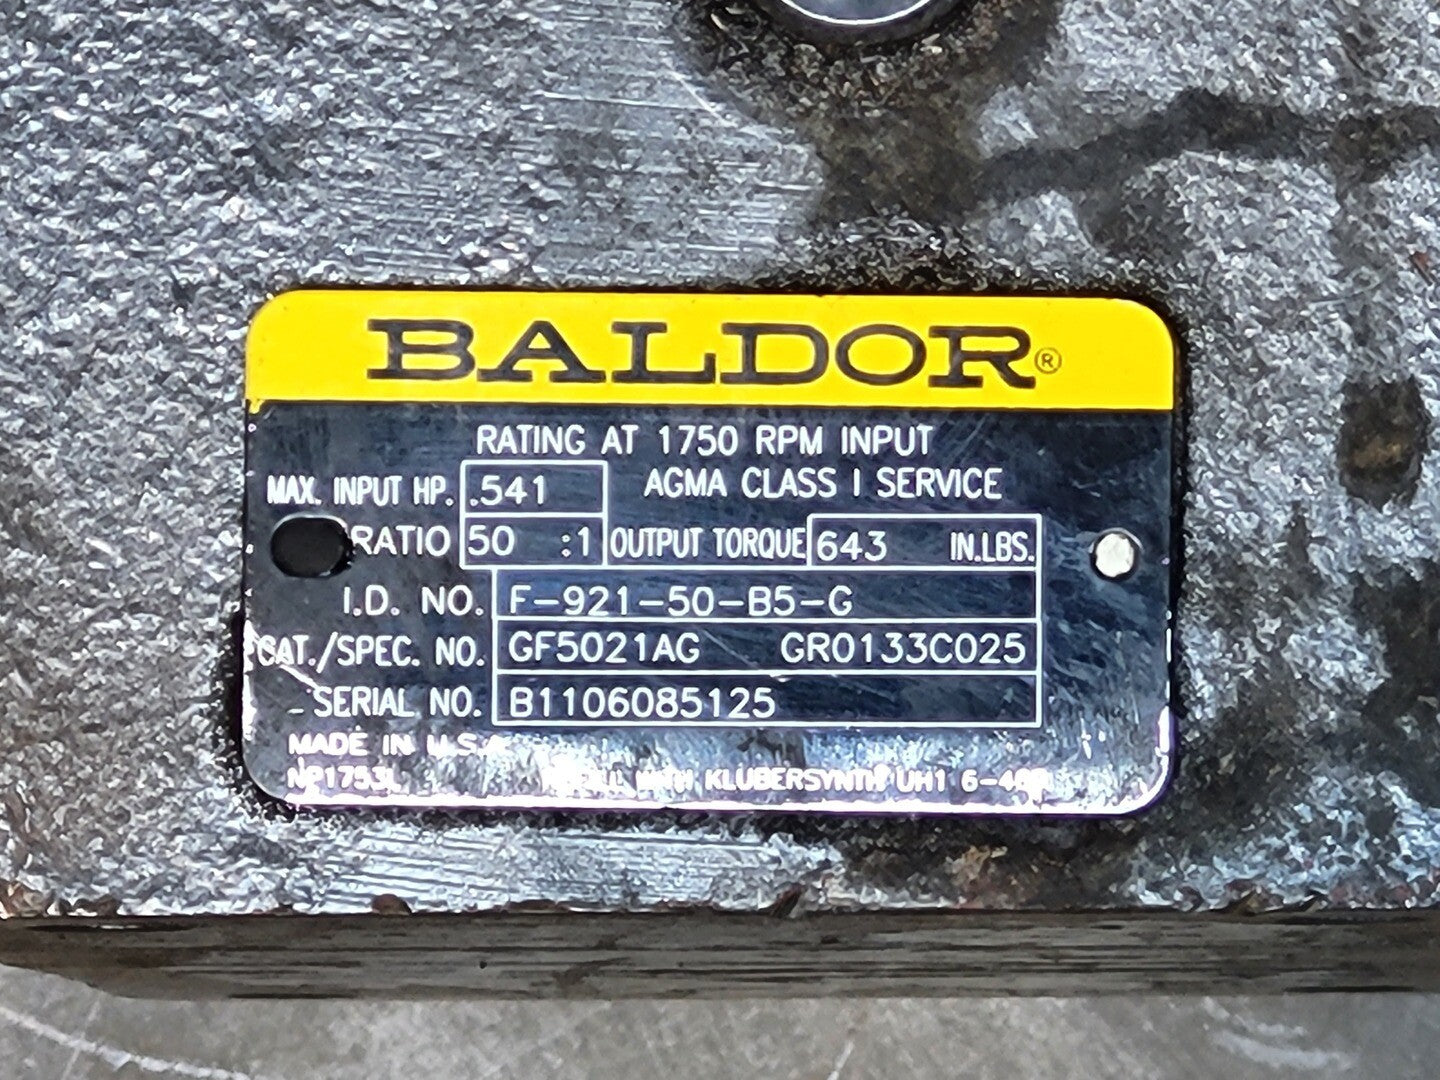 BALDOR®
RATING AT 1750 RPM INPUT
MAX. INPUT HP. .541 AGMA CLASS I SERVICE
RATIO 50 :1 OUTPUT TORQUE 643 IN.LBS.
I.D. NO. F-921-50-B5-G
CAT./SPEC. NO. GF5021AG GR0133C025
SERIAL NO. B1106085125
MADE IN U.S.A.
NP1753L WITH KLUBERSYNTH UH1